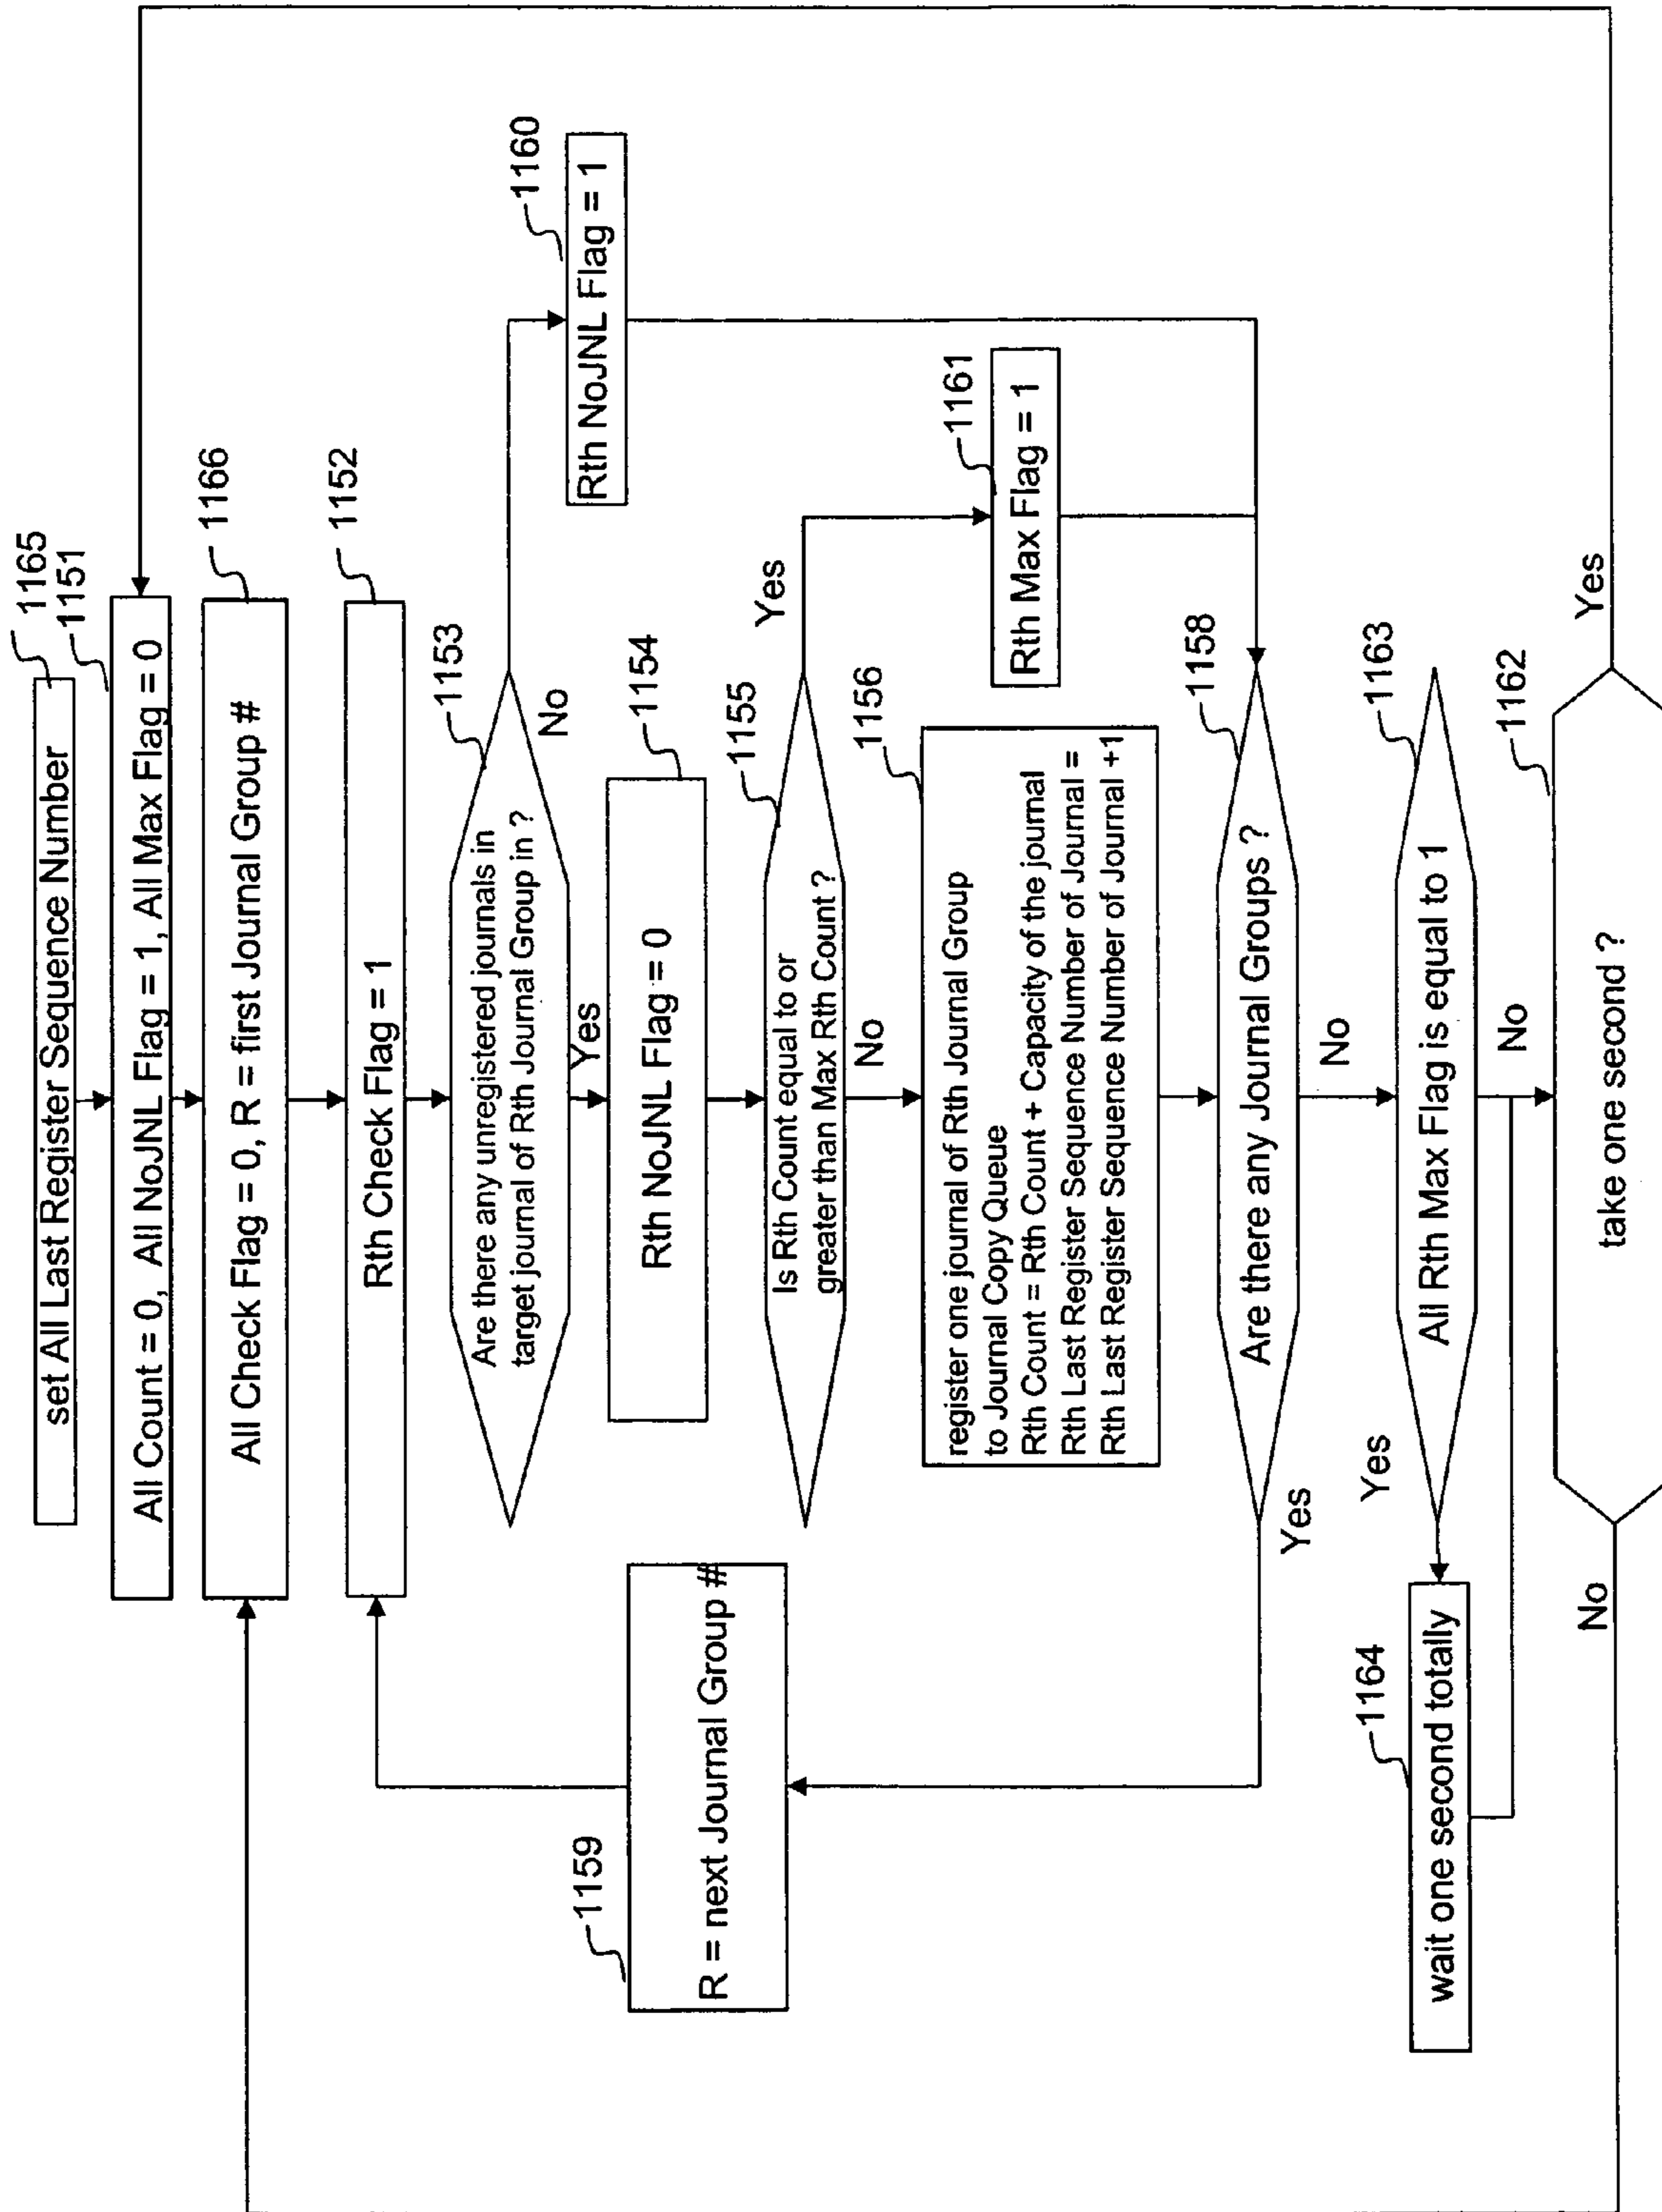 set All Last Register Sequence Number
1165
1151
All Count = 0, All NoJNL Flag = 1, All Max Flag = 0
All Check Flag = 0, R = first Journal Group #
1166
Rth Check Flag = 1
1152
Are there any unregistered journals in
target journal of Rth Journal Group in ?
1153
No
Yes
Rth NoJNL Flag = 1
1160
R = next Journal Group #
1159
Rth NoJNL Flag = 0
1154
Is Rth Count equal to or
greater than Max Rth Count ?
1155
Yes
No
register one journal of Rth Journal Group
to Journal Copy Queue
Rth Count = Rth Count + Capacity of the journal
Rth Last Register Sequence Number of Journal =
Rth Last Register Sequence Number of Journal +1
1156
Rth Max Flag = 1
1161
Are there any Journal Groups ?
1158
Yes
No
All Rth Max Flag is equal to 1
1163
Yes
No
wait one second totally
1164
take one second ?
1162
No
Yes